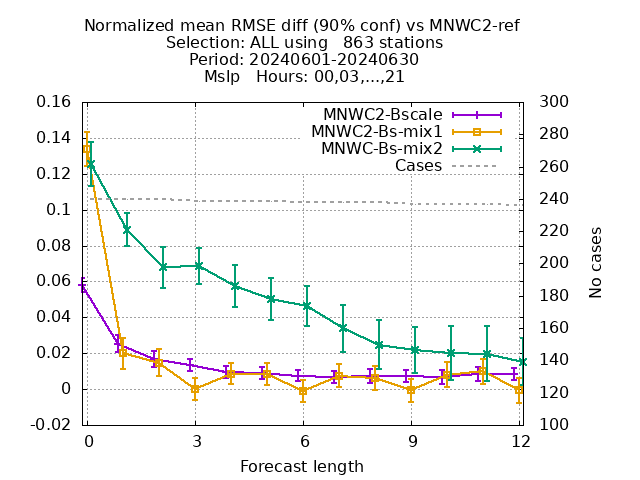 Normalized mean RMSE diff (90% conf) vs MNWC2-ref
Selection: ALL using   863 stations
Period: 20240601-20240630
Mslp   Hours: 00,03,...,21
MNWC2-Bscale
MNWC2-Bs-mix1
MNWC-Bs-mix2
Cases
0.16
0.14
0.12
0.1
0.08
0.06
0.04
0.02
0
-0.02
300
280
260
240
220
200
180
160
140
120
100
No cases
0 3 6 9 12
Forecast length